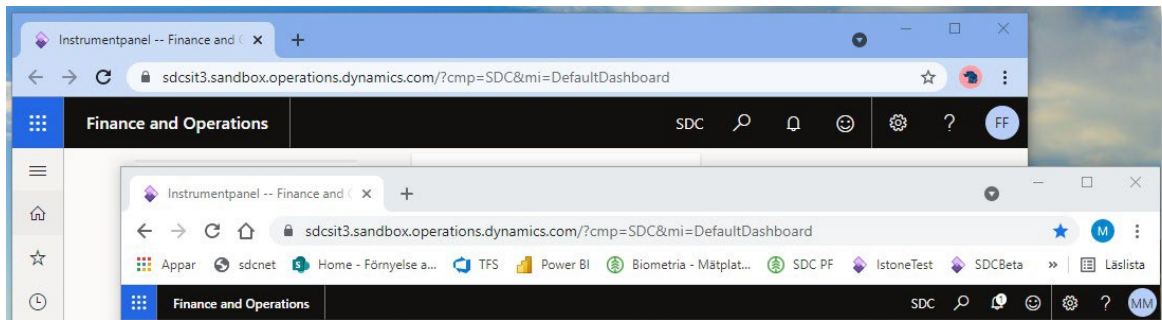 Instrumentpanel -- Finance and
sdcsit3.sandbox.operations.dynamics.com/?cmp=SDC&mi=DefaultDashboard
Finance and Operations SDC ? FF
Instrumentpanel -- Finance and
sdcsit3.sandbox.operations.dynamics.com/?cmp=SDC&mi=DefaultDashboard M
Appar sdcnet Home - Förnyelse a... TFS Power BI Biometria - Mätplat... SDC PF IstoneTest SDCBeta » Läslista
Finance and Operations SDC ? MM